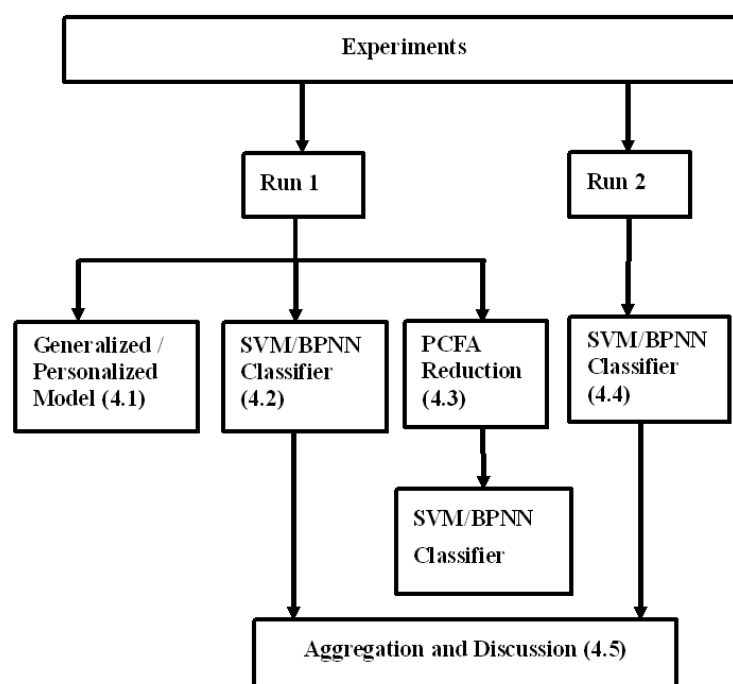 Experiments
Run 1
Run 2
Generalized /
Personalized
Model (4.1)
SVM/BPNN
Classifier
(4.2)
PCFA
Reduction
(4.3)
SVM/BPNN
Classifier
(4.4)
SVM/BPNN
Classifier
Aggregation and Discussion (4.5)